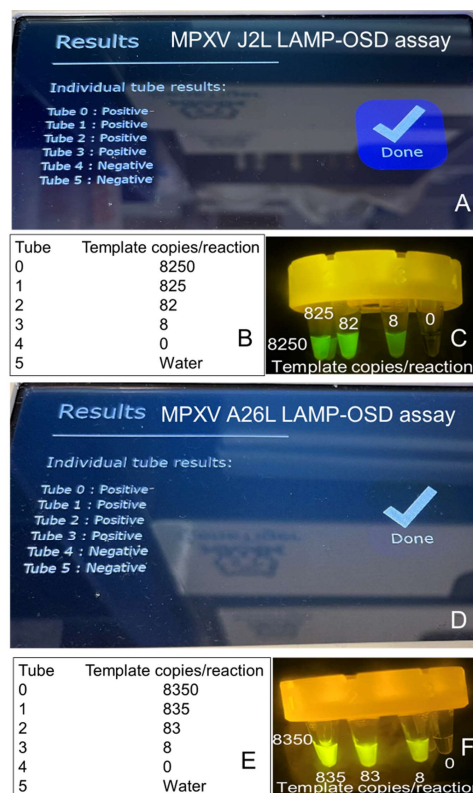 Results MPXV J2L LAMP-OSD assay
Individual tube results:
Tube 0 : Positive
Tube 1 : Positive
Tube 2 : Positive
Tube 3 : Positive
Tube 4 : Negative
Tube 5 : Negative
Done
A
Tube Template copies/reaction
0 8250
1 825
2 82
3 8
4 0
5 Water
B
825 82 8 0
8250
C
Template copies/reaction
Results MPXV A26L LAMP-OSD assay
Individual tube results:
Tube 0 : Positive
Tube 1 : Positive
Tube 2 : Positive
Tube 3 : Positive
Tube 4 : Negative
Tube 5 : Negative
Done
D
Tube Template copies/reaction
0 8350
1 835
2 83
3 8
4 0
5 Water
E
8350
835 83 8 0
F
Template copies/reactio